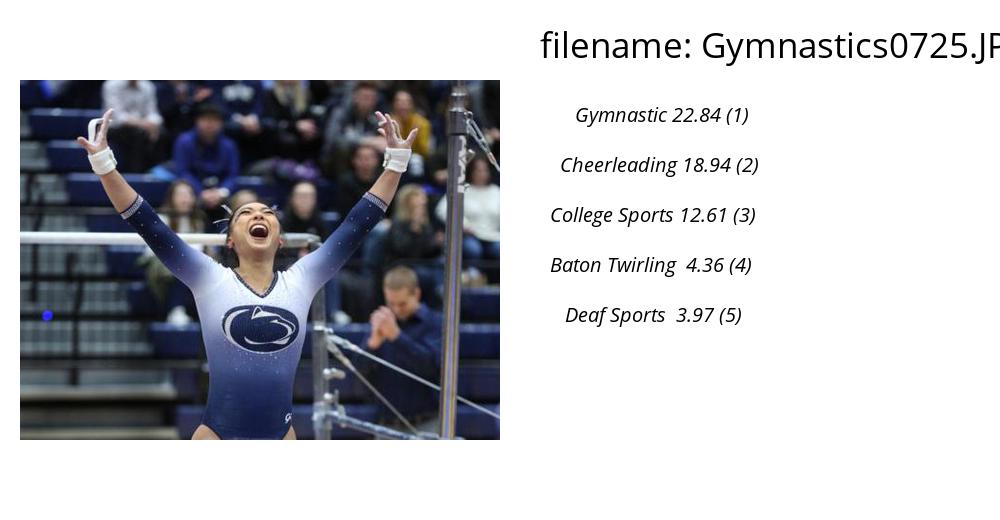 filename: Gymnastics0725.JP
Gymnastic 22.84 (1)
Cheerleading 18.94 (2)
College Sports 12.61 (3)
Baton Twirling 4.36 (4)
Deaf Sports 3.97 (5)